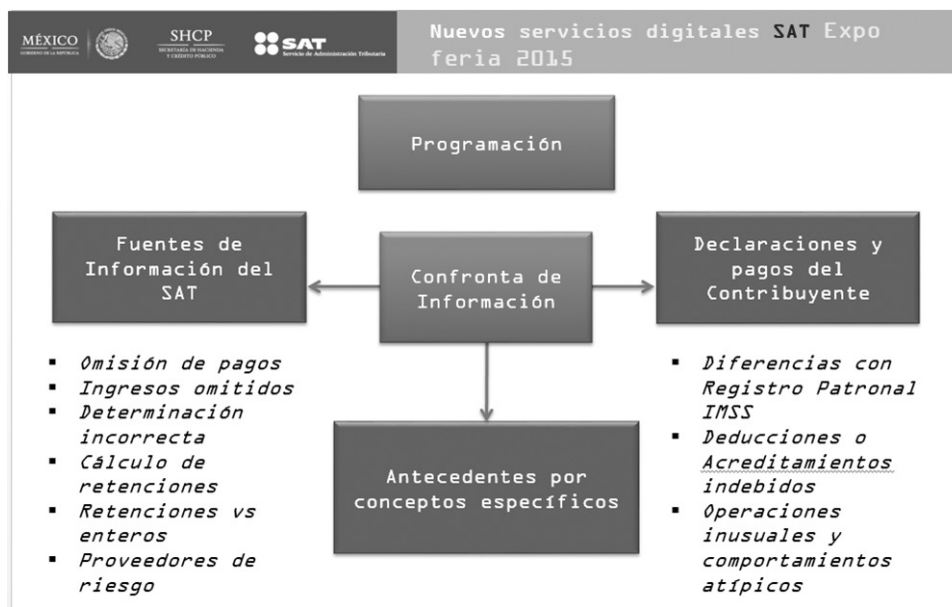 MÉXICO
GOBIERNO DE LA REPÚBLICA
SHCP
SECRETARÍA DE HACIENDA
Y CRÉDITO PÚBLICO
SAT
Servicio de Administración Tributaria
Nuevos servicios digitales SAT Expo
feria 2015
Programación
Fuentes de
Información del
SAT
Confronta de
Información
Declaraciones y
pagos del
Contribuyente
▪ Omisión de pagos
▪ Ingresos omitidos
▪ Determinación
incorrecta
▪ Cálculo de
retenciones
▪ Retenciones vs
enteros
▪ Proveedores de
riesgo
Antecedentes por
conceptos específicos
▪ Diferencias con
Registro Patronal
IMSS
▪ Deducciones o
Acreditamientos
indebidos
▪ Operaciones
inusuales y
comportamientos
atípicos